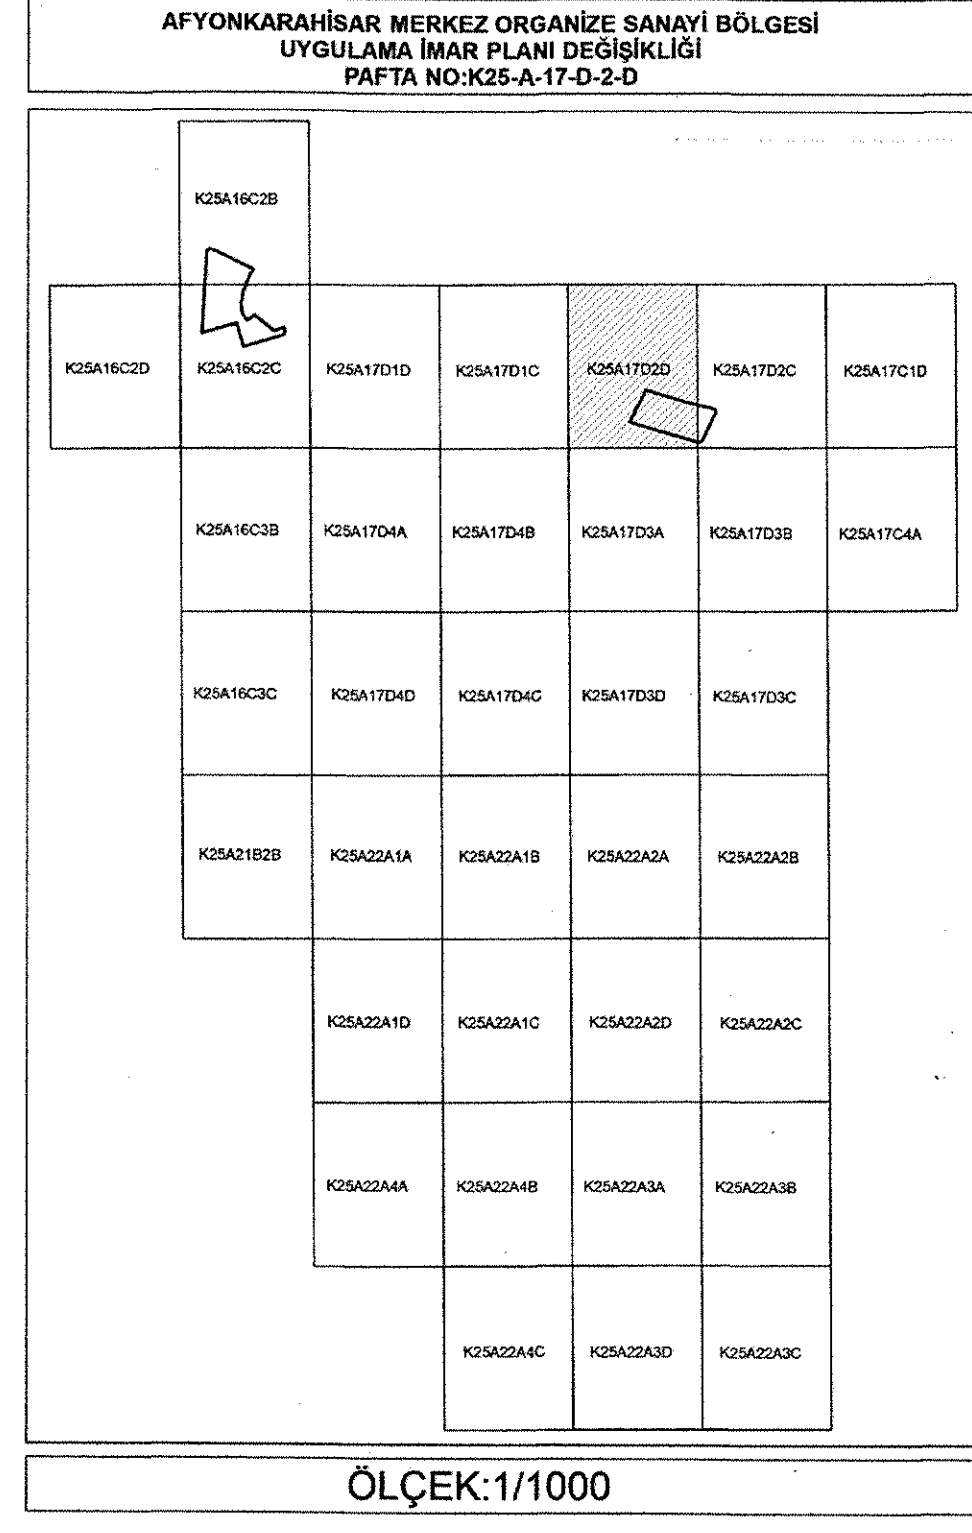 AFYONKARAHİSAR MERKEZ ORGANİZE SANAYİ BÖLGESİ
UYGULAMA İMAR PLANI DEĞİŞİKLİĞİ
PAFTA NO:K25-A-17-D-2-D
K25A16C2B
K25A16C2D K25A16C2C K25A17D1D K25A17D1C K25A17D2D K25A17D2C K25A17C1D
K25A16C3B K25A17D4A K25A17D4B K25A17D3A K25A17D3B K25A17C4A
K25A16C3C K25A17D4D K25A17D4C K25A17D3D K25A17D3C
K25A21B2B K25A22A1A K25A22A1B K25A22A2A K25A22A2B
K25A22A1D K25A22A1C K25A22A2D K25A22A2C
K25A22A4A K25A22A4B K25A22A3A K25A22A3B
K25A22A4C K25A22A3D K25A22A3C
ÖLÇEK:1/1000